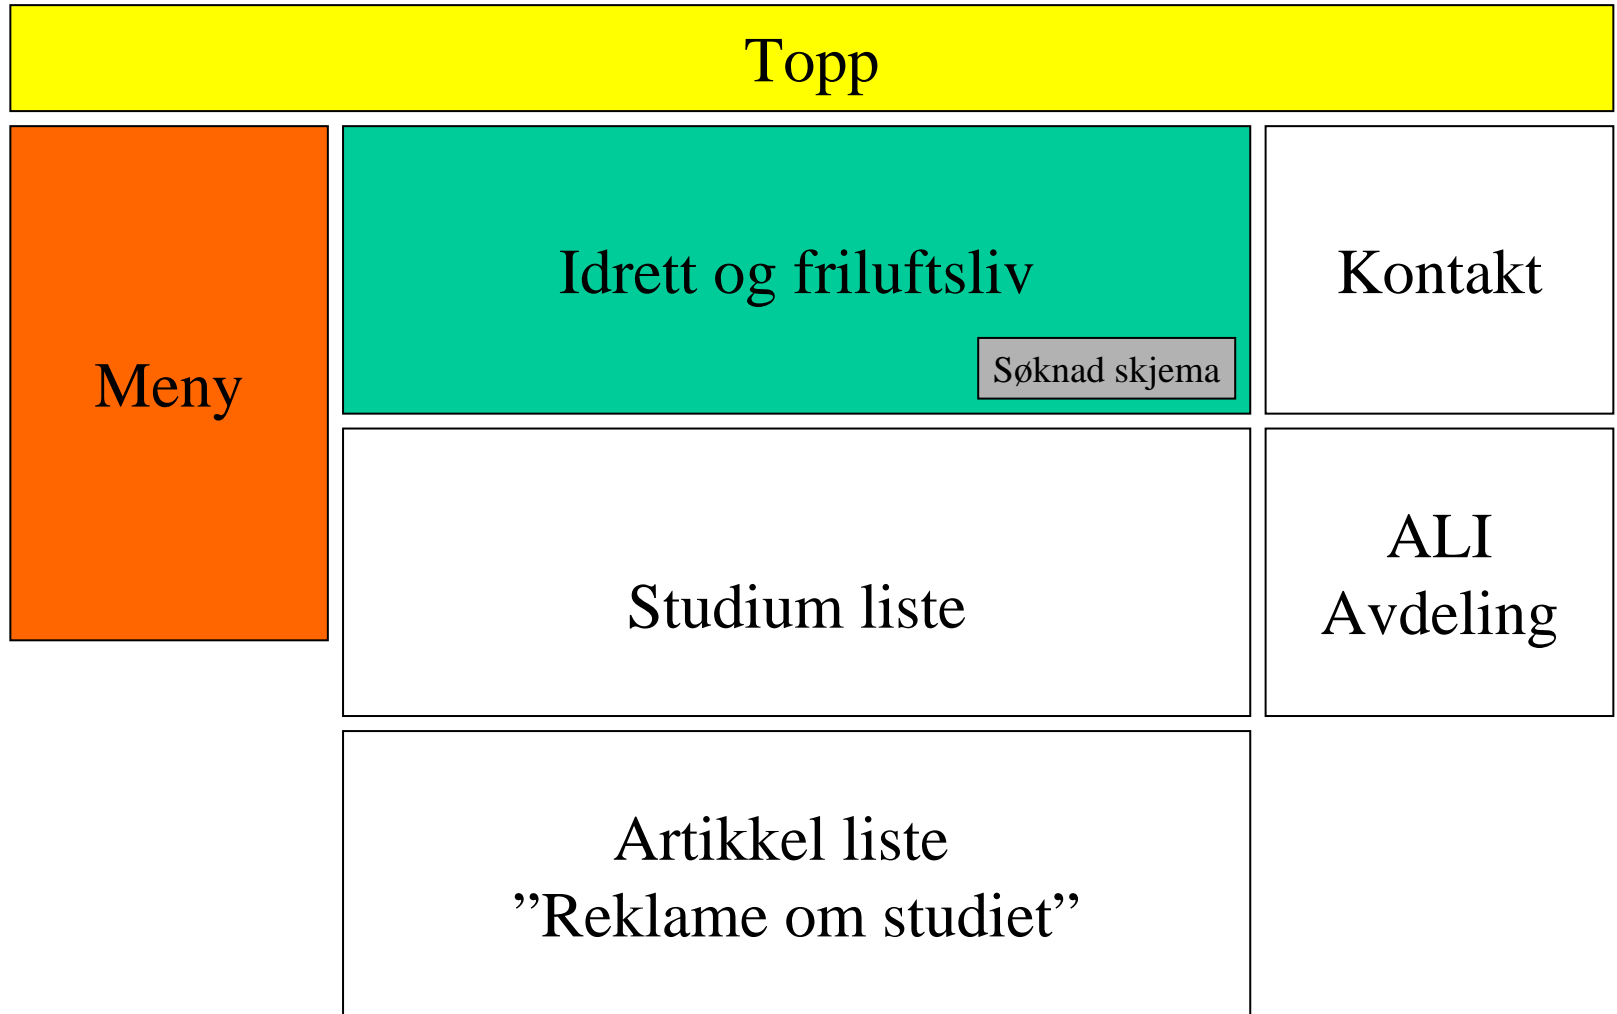 Topp
Meny
Idrett og friluftsliv
Søknad skjema
Kontakt
Studium liste
ALI
Avdeling
Artikkel liste
”Reklame om studiet”